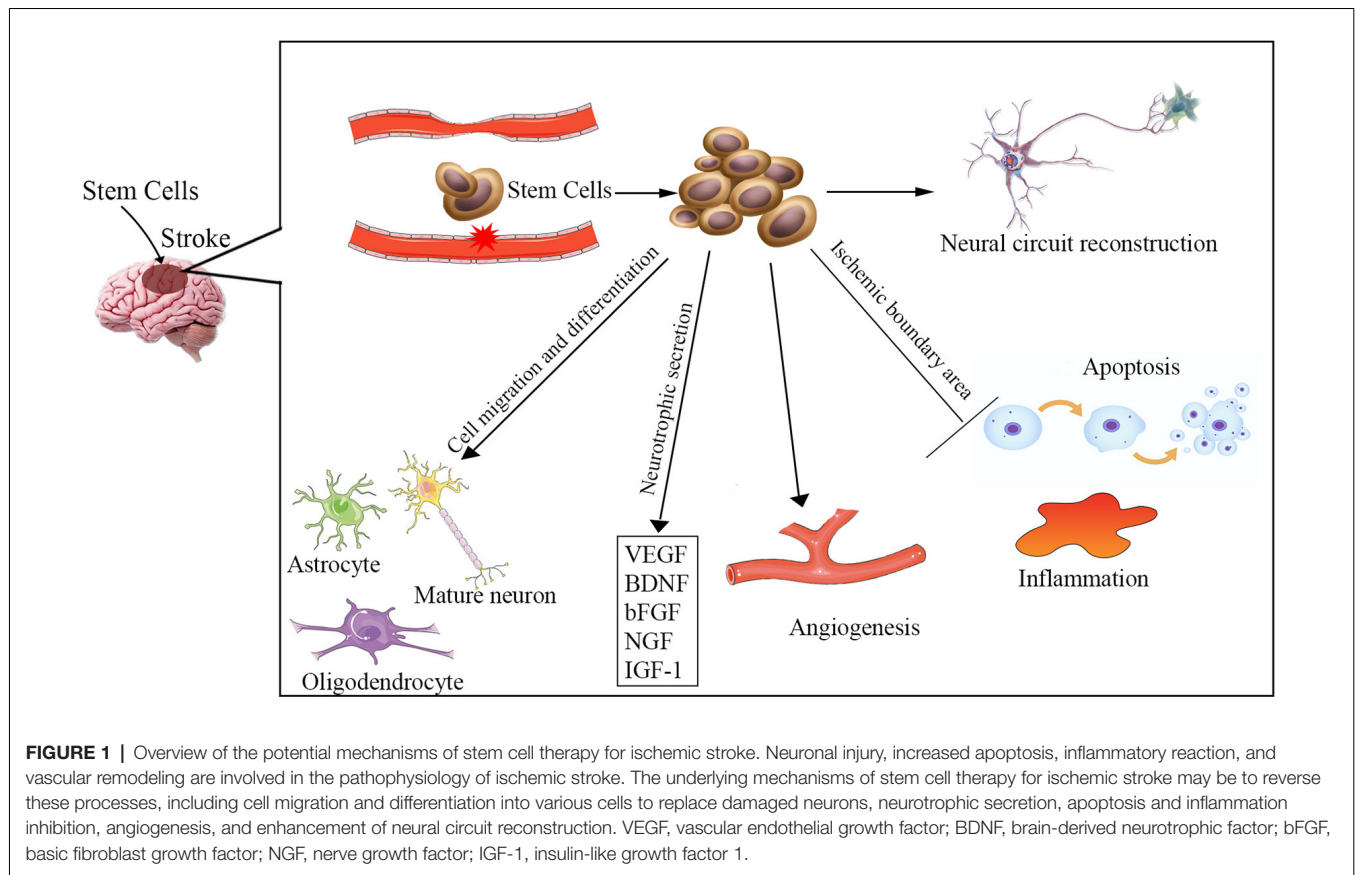 Stem Cells
Stroke
Stem Cells
Neural circuit reconstruction
Cell migration and differentiation
Neurotrophic secretion
Ischemic boundary area
Apoptosis
Inflammation
Astrocyte
Mature neuron
Oligodendrocyte
VEGF
BDNF
bFGF
NGF
IGF-1
Angiogenesis
FIGURE 1 | Overview of the potential mechanisms of stem cell therapy for ischemic stroke. Neuronal injury, increased apoptosis, inflammatory reaction, and
vascular remodeling are involved in the pathophysiology of ischemic stroke. The underlying mechanisms of stem cell therapy for ischemic stroke may be to reverse
these processes, including cell migration and differentiation into various cells to replace damaged neurons, neurotrophic secretion, apoptosis and inflammation
inhibition, angiogenesis, and enhancement of neural circuit reconstruction. VEGF, vascular endothelial growth factor; BDNF, brain-derived neurotrophic factor; bFGF,
basic fibroblast growth factor; NGF, nerve growth factor; IGF-1, insulin-like growth factor 1.